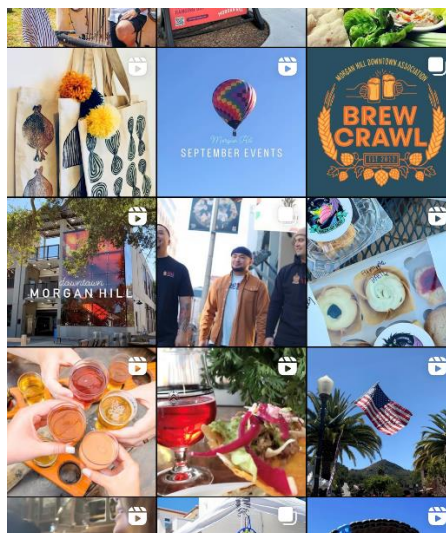 Morgan Hill
SEPTEMBER EVENTS
MORGAN HILL DOWNTOWN ASSOCIATION
BREW
CRAWL
downtown
MORGAN HILL